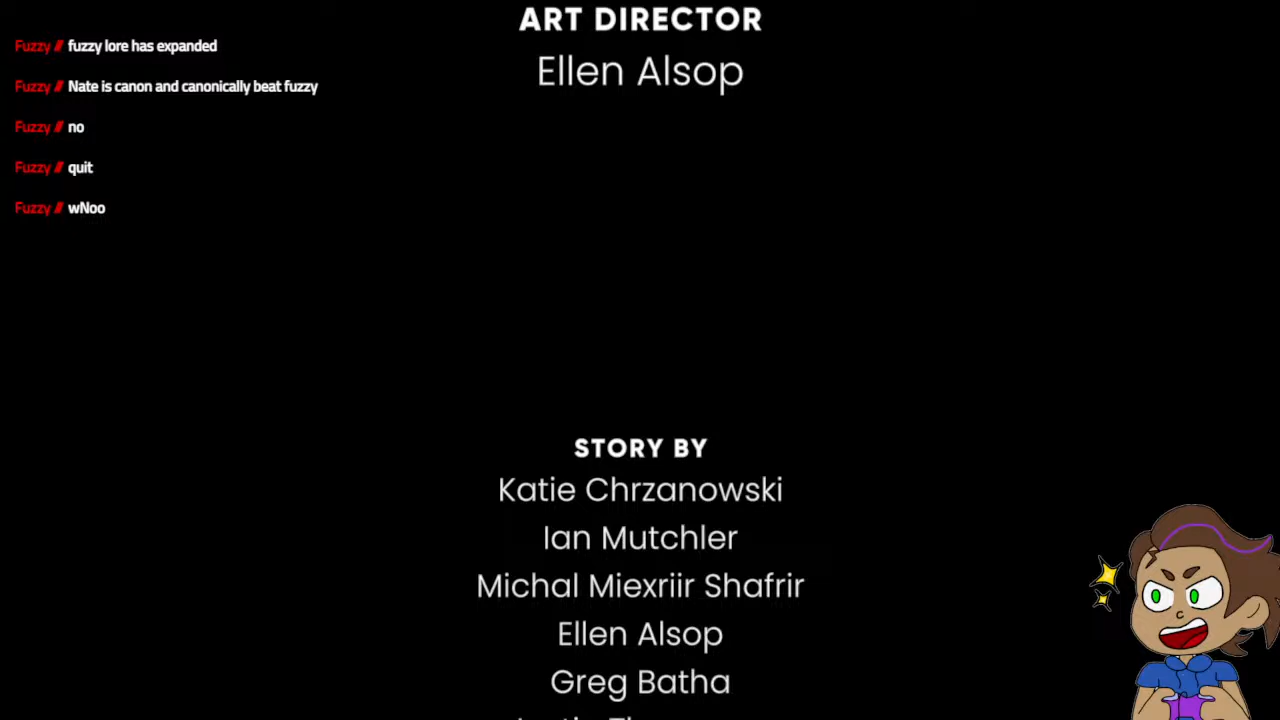 ART DIRECTOR
Ellen Alsop
Fuzzy // fuzzy lore has expanded
Fuzzy // Nate is canon and canonically beat fuzzy
Fuzzy // no
Fuzzy // quit
Fuzzy // wNoo
STORY BY
Katie Chrzanowski
Ian Mutchler
Michal Miexriir Shafrir
Ellen Alsop
Greg Batha